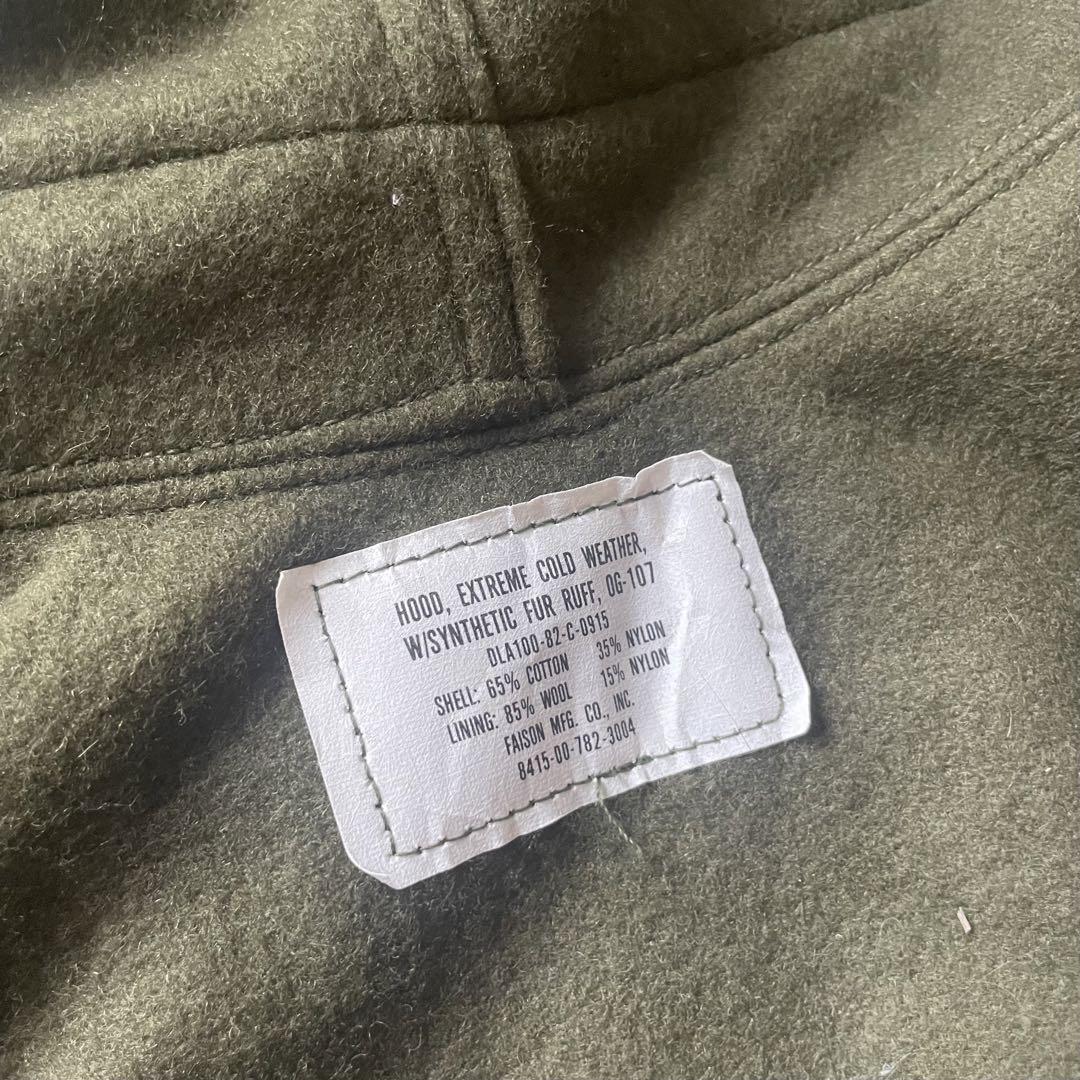 HOOD, EXTREME COLD WEATHER,
W/SYNTHETIC FUR RUFF, OG-107
DLA100-82-C-0915
SHELL: 65% COTTON 35% NYLON
LINING: 85% WOOL 15% NYLON
FAISON MFG. CO., INC.
8415-00-782-3004